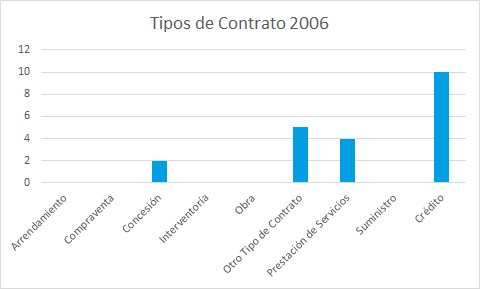 Tipos de Contrato 2006
12
10
8
6
4
2
0
Arrendamiento
Compraventa
Concesión
Interventoría
Obra
Otro Tipo de Contrato
Prestación de Servicios
Suministro
Crédito